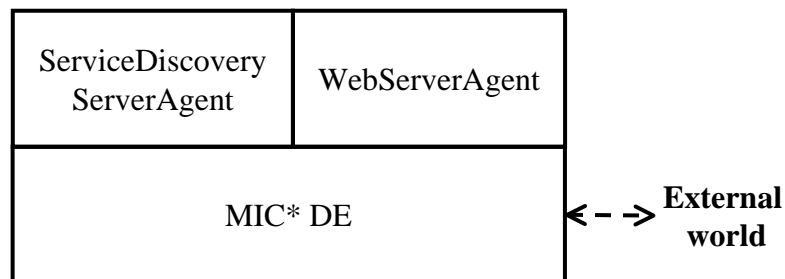 ServiceDiscovery
ServerAgent
WebServerAgent
MIC* DE
External
world